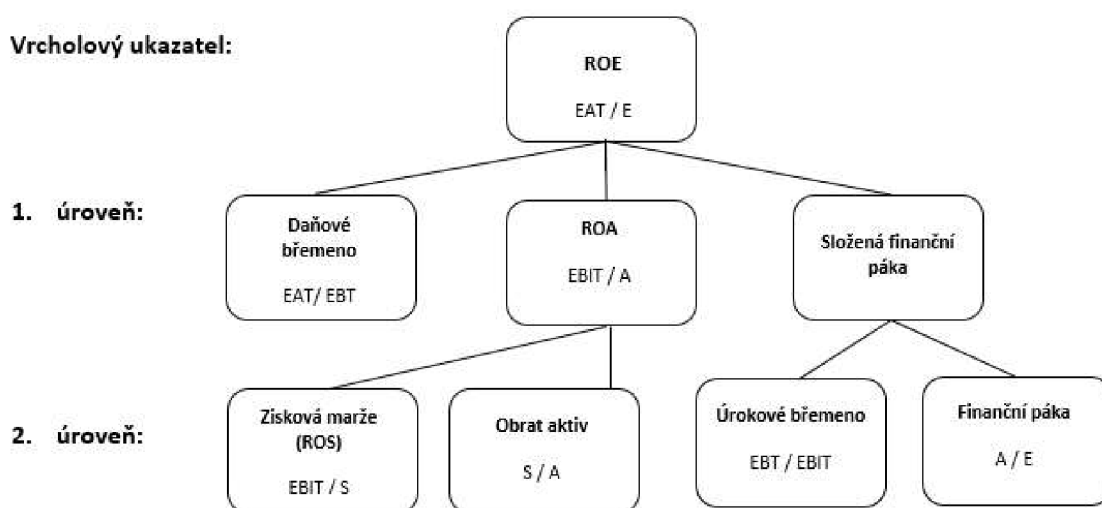 Vrcholový ukazatel:
ROE
EAT / E
1. úroveň:
Daňové
břemeno
EAT/ EBT
ROA
EBIT / A
Složená finanční
páka
2. úroveň:
Zisková marže
(ROS)
EBIT / S
Obrat aktiv
S / A
Úrokové břemeno
EBT / EBIT
Finanční páka
A / E